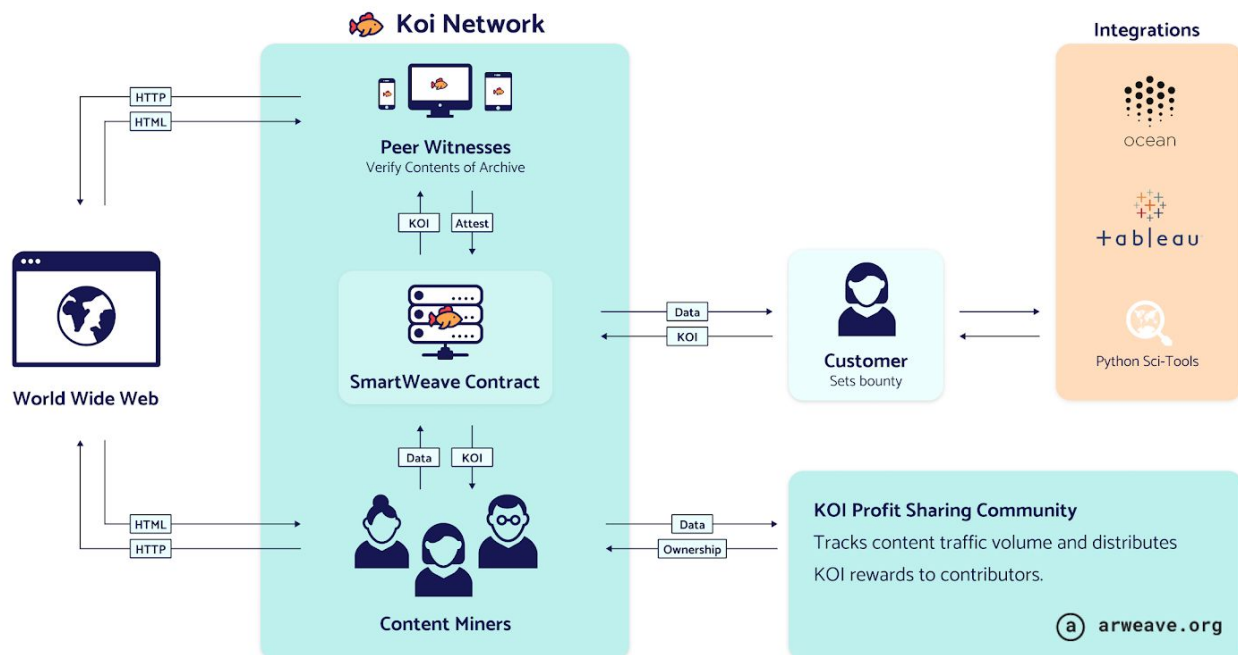 Koi Network
Integrations
HTTP
HTML
Peer Witnesses
Verify Contents of Archive
ocean
KOI
Attest
tableau
Data
KOI
SmartWeave Contract
Customer
Sets bounty
Python Sci-Tools
World Wide Web
Data
KOI
HTML
HTTP
Data
Ownership
Content Miners
KOI Profit Sharing Community
Tracks content traffic volume and distributes
KOI rewards to contributors.
a arweave.org